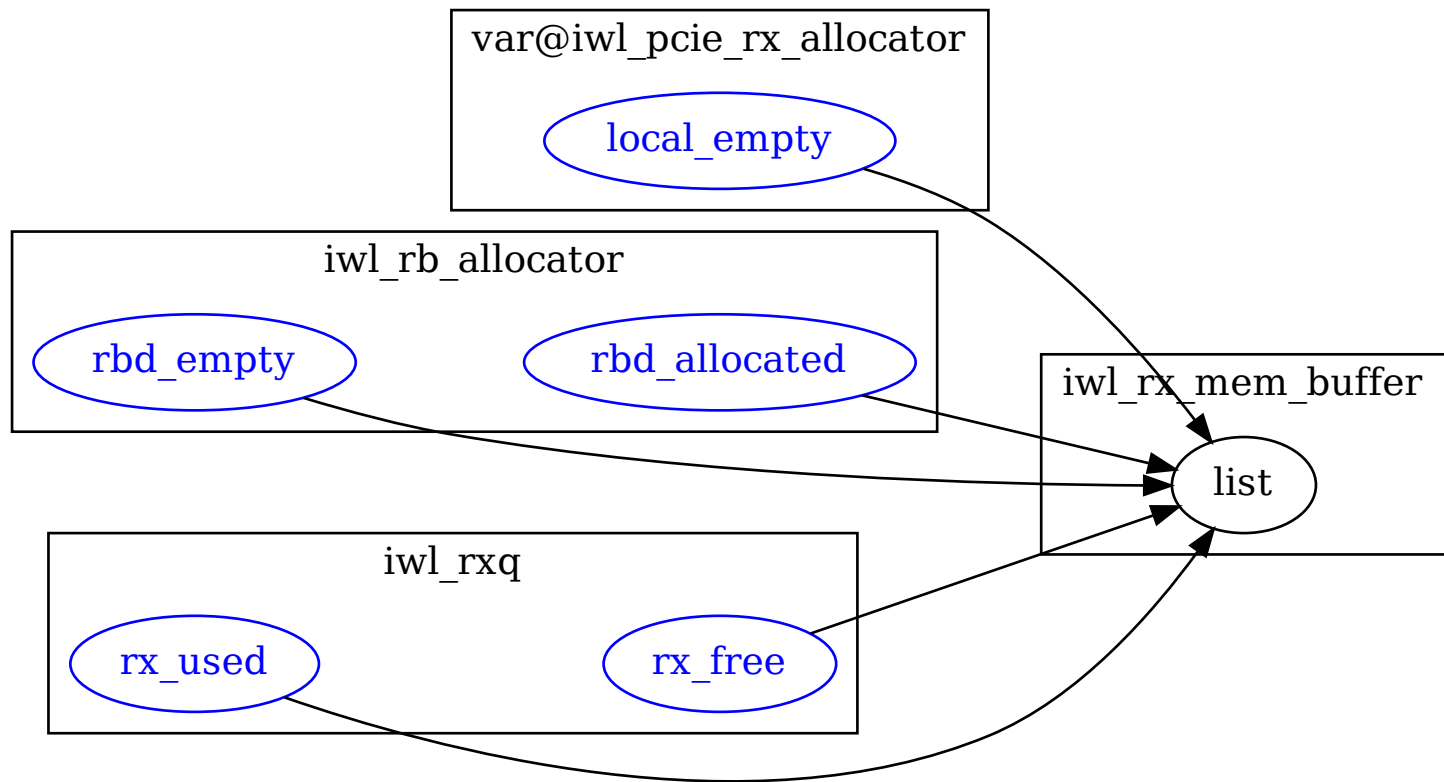 var@iwl_pcie_rx_allocator
local_empty
iwl_rb_allocator
rbd_empty
rbd_allocated
iwl_rx_mem_buffer
list
iwl_rxq
rx_used
rx_free